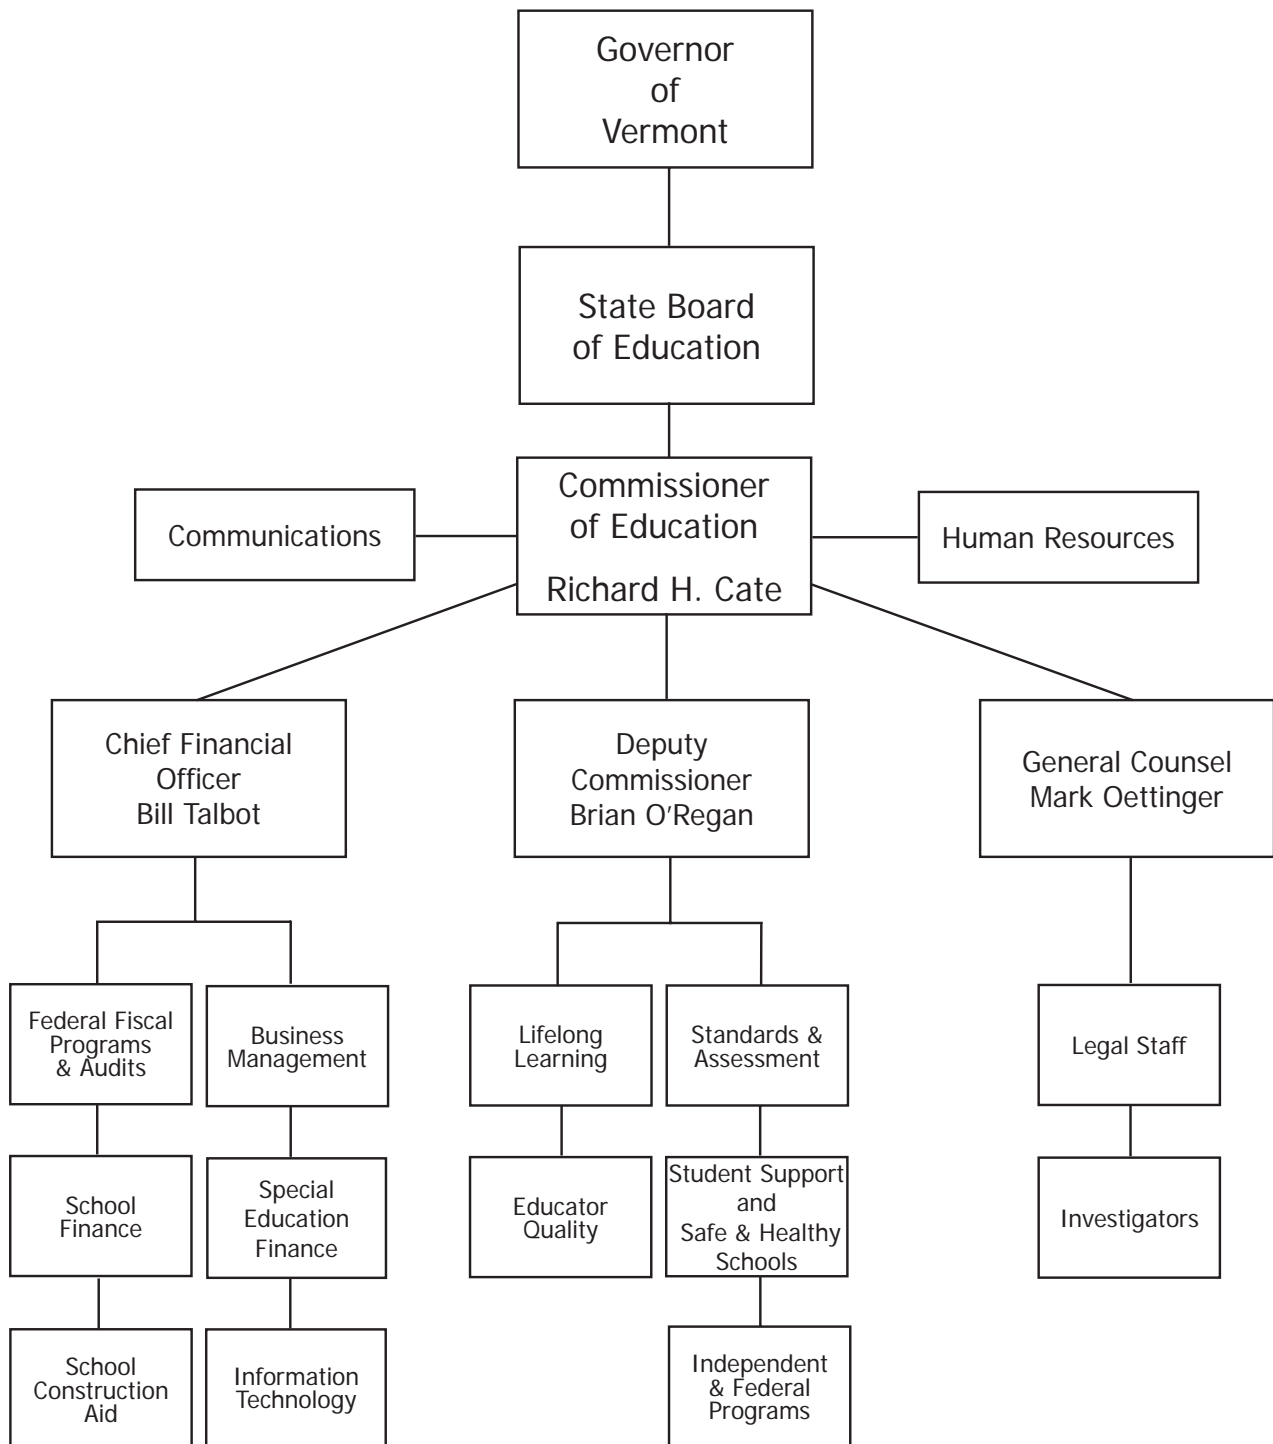 Governor
of
Vermont
State Board
of Education
Commissioner
of Education
Richard H. Cate
Communications
Human Resources
Chief Financial
Officer
Bill Talbot
Deputy
Commissioner
Brian O'Regan
General Counsel
Mark Oettinger
Federal Fiscal
Programs
& Audits
Business
Management
Lifelong
Learning
Standards &
Assessment
Legal Staff
School
Finance
Special
Education
Finance
Educator
Quality
Student Support
and
Safe & Healthy
Schools
Investigators
School
Construction
Aid
Information
Technology
Independent
& Federal
Programs